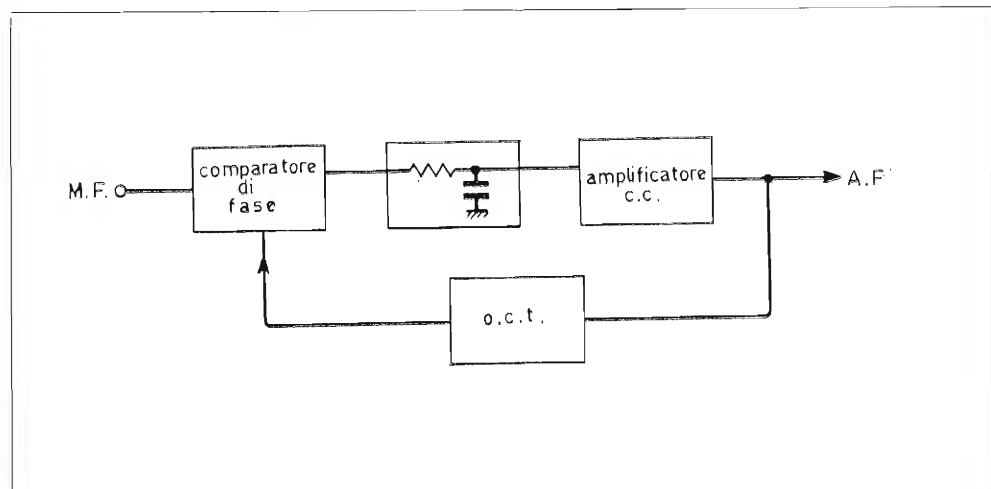 M.F.
comparatore
di
fase
amplificatore
c.c.
A.F.
o.c.t.